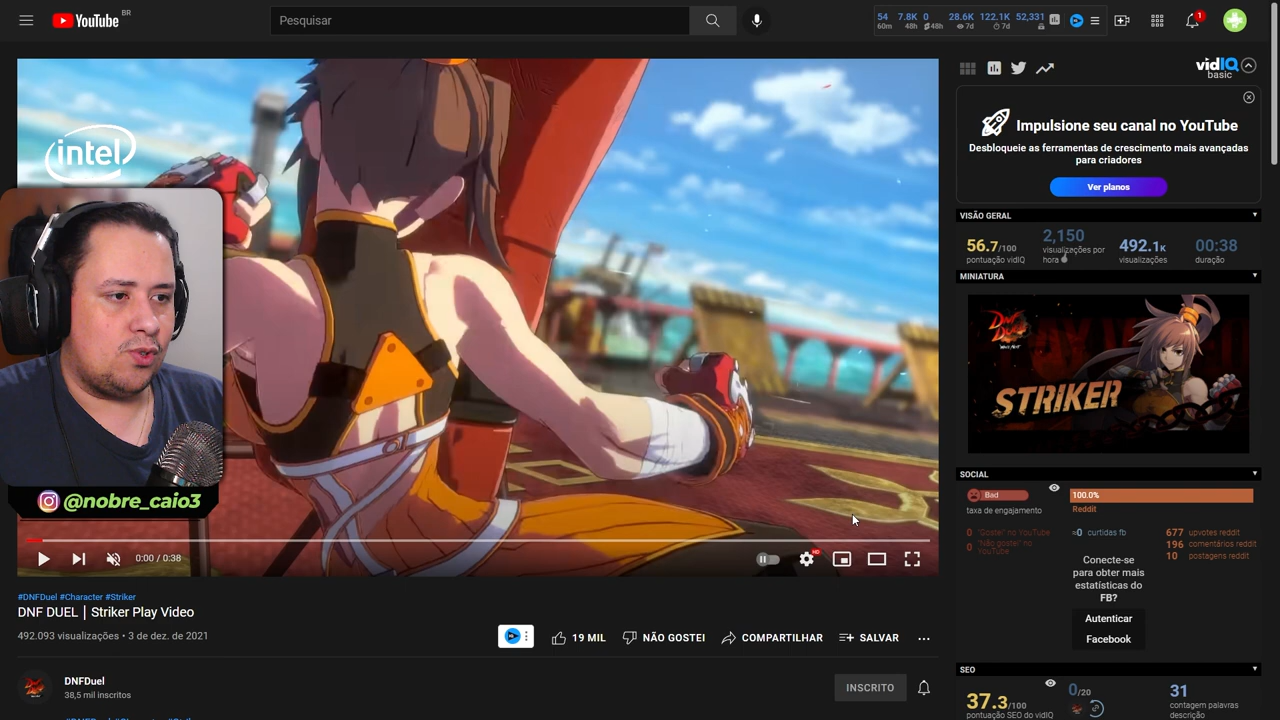 YouTube BR
Pesquisar
54 7.8K 0 28.6K 122.1K 52,331
60m 48h 48h 7d 7d
1
intel
@nobre_caio3
0:00 / 0:38
HD
#DNFDuel #Character #Striker
DNF DUEL | Striker Play Video
492.093 visualizações • 3 de dez. de 2021
19 MIL NÃO GOSTEI COMPARTILHAR SALVAR
DNFDuel
38,5 mil inscritos
INSCRITO
vidIQ
basic
Impulsione seu canal no YouTube
Desbloqueie as ferramentas de crescimento mais avançadas
para criadores
Ver planos
VISÃO GERAL
56.7/100
pontuação vidIQ
2,150
visualizações por
hora
492.1K
visualizações
00:38
duração
MINIATURA
DNF
DUEL
STRIKER
SOCIAL
Bad
taxa de engajamento
100.0%
Reddit
0 "Gostei" no YouTube
0 "Não gostei" no
YouTube
≈0 curtidas fb
677 upvotes reddit
196 comentários reddit
10 postagens reddit
Conecte-se
para obter mais
estatísticas do
FB?
Autenticar
Facebook
SEO
37.3/100
pontuação SEO do vidIQ
0/20
31
contagem palavras
descrição